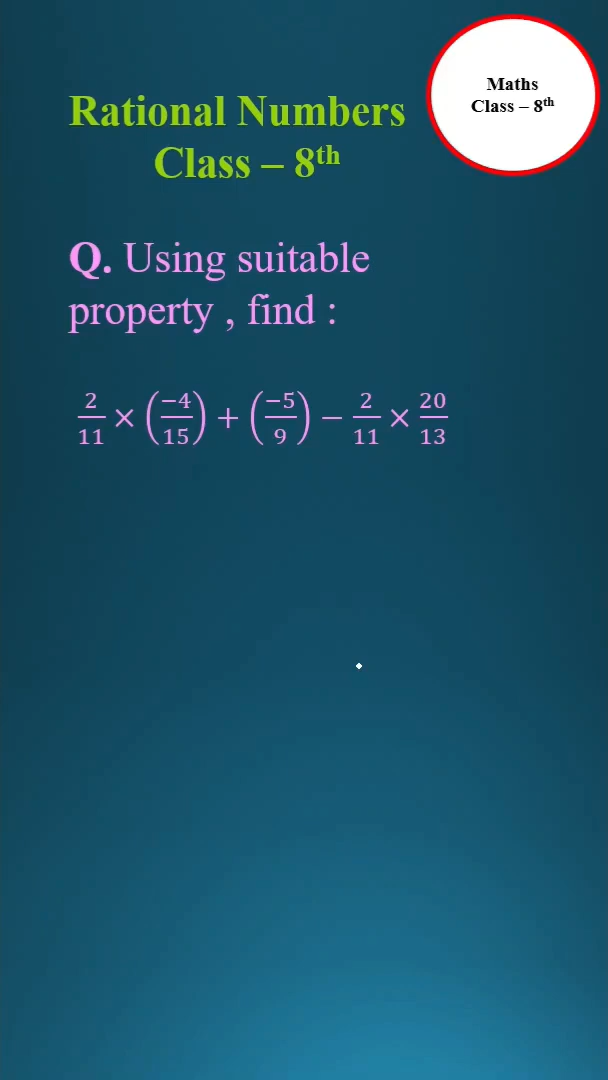 Maths
Class – 8th
Rational Numbers
Class – 8th
Q. Using suitable
property , find :
2/11 × (−4/15) + (−5/9) − 2/11 × 20/13